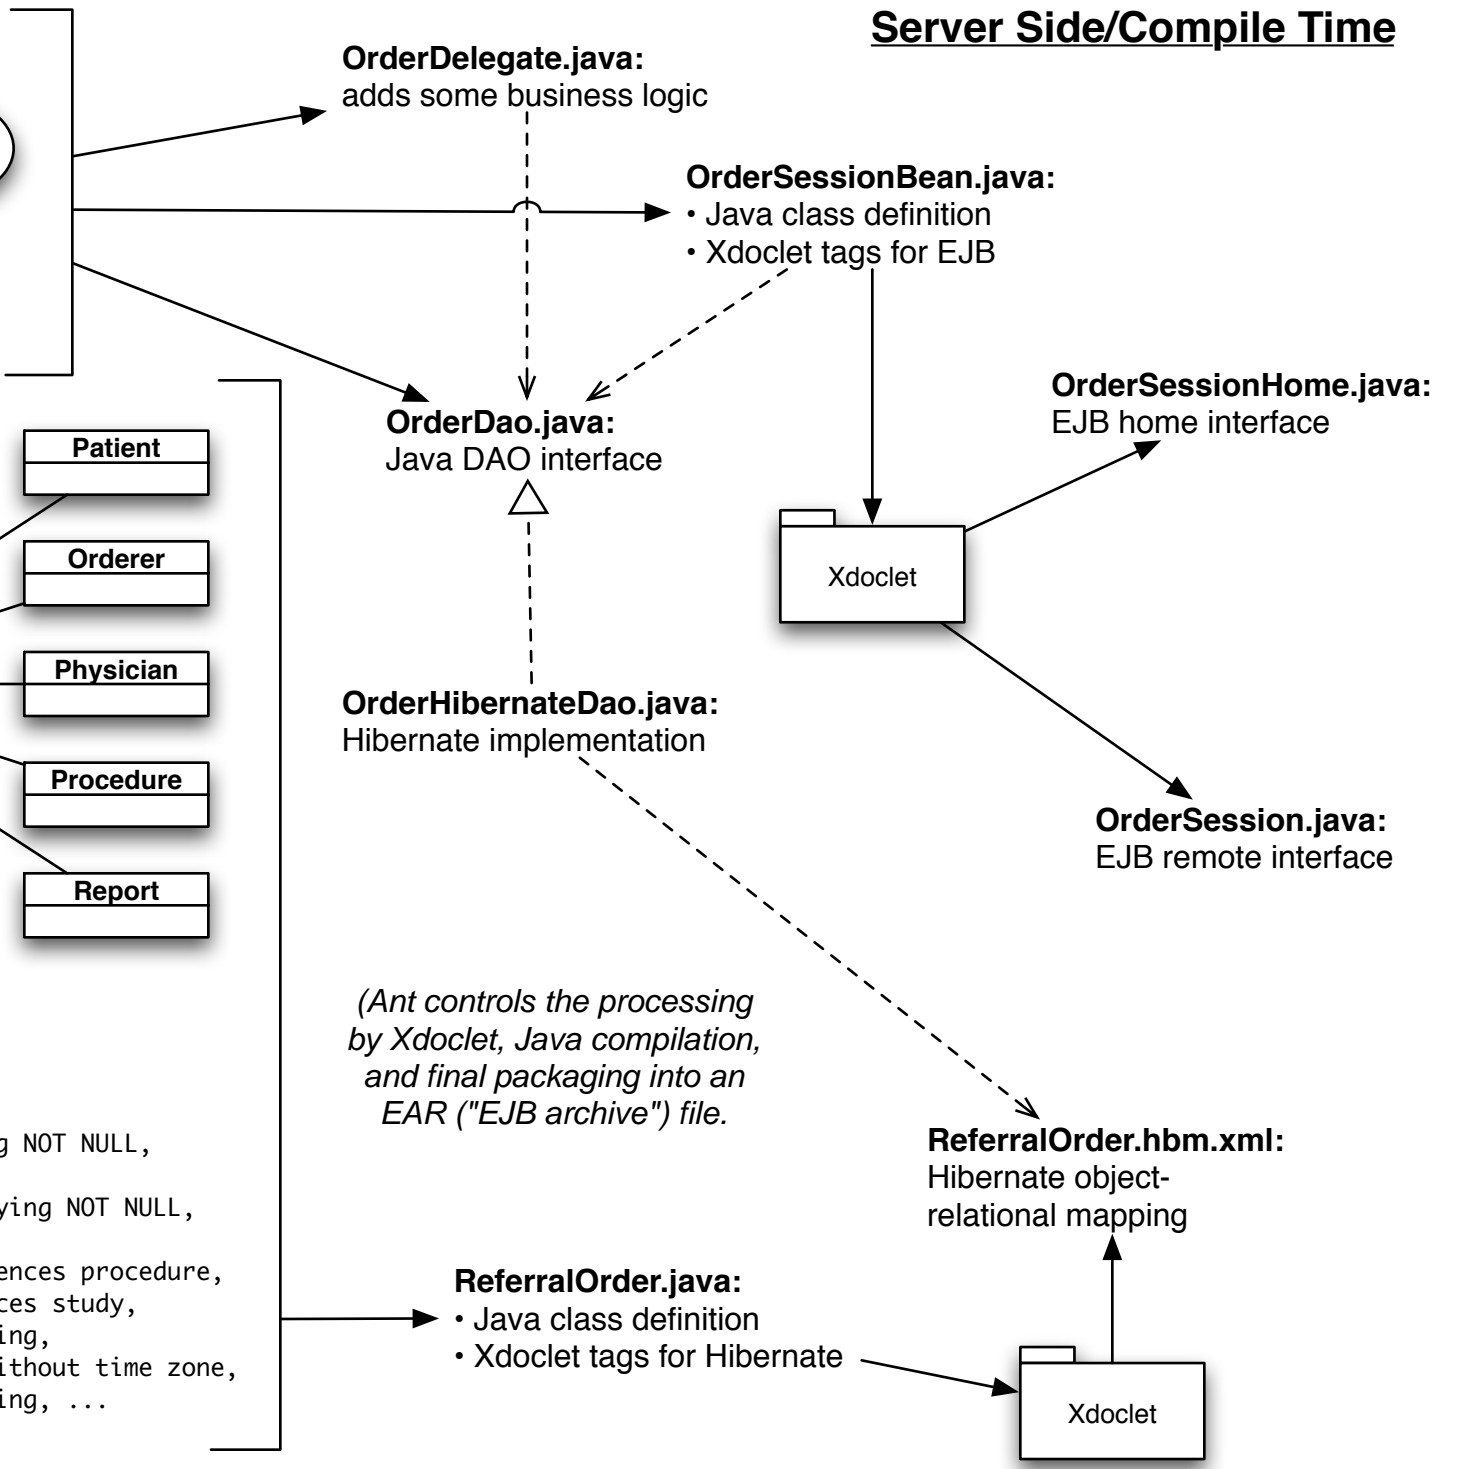 Server Side/Compile Time
OrderDelegate.java:
adds some business logic
OrderSessionBean.java:
• Java class definition
• Xdoclet tags for EJB
OrderSessionHome.java:
EJB home interface
OrderDao.java:
Java DAO interface
Patient
Orderer
Physician
Procedure
Report
Xdoclet
OrderHibernateDao.java:
Hibernate implementation
OrderSession.java:
EJB remote interface
(Ant controls the processing
by Xdoclet, Java compilation,
and final packaging into an
EAR ("EJB archive") file.
ReferralOrder.hbm.xml:
Hibernate object-
relational mapping
g NOT NULL,
ying NOT NULL,
ences procedure,
ces study,
ing,
ithout time zone,
ing, ...
ReferralOrder.java:
• Java class definition
• Xdoclet tags for Hibernate
Xdoclet